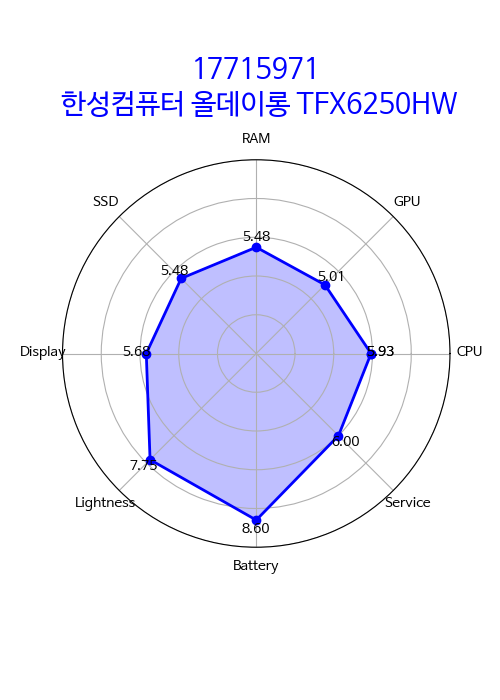 17715971
한성컴퓨터 올데이롱 TFX6250HW
RAM
SSD
GPU
5.48
5.48
5.01
Display
5.68
5.93
CPU
7.73
6.00
Lightness
Service
8.60
Battery